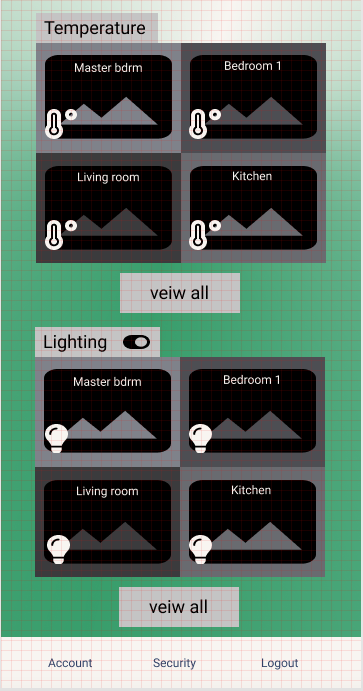 Temperature
Master bdrm
Bedroom 1
Living room
Kitchen
veiw all
Lighting
Master bdrm
Bedroom 1
Living room
Kitchen
veiw all
Account
Security
Logout